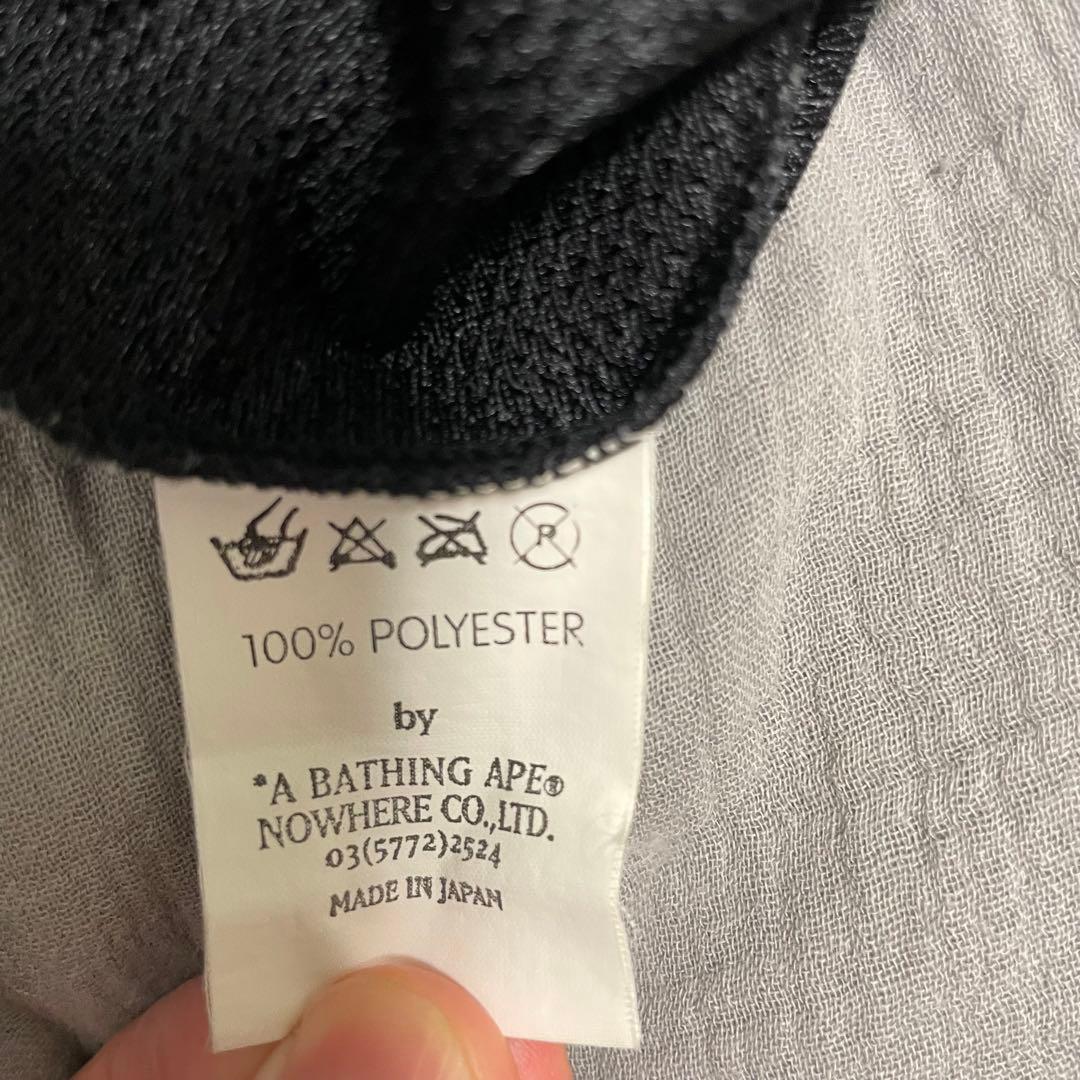 R
100% POLYESTER
by
*A BATHING APE®
NOWHERE CO.,LTD.
03(5772)2524
MADE IN JAPAN